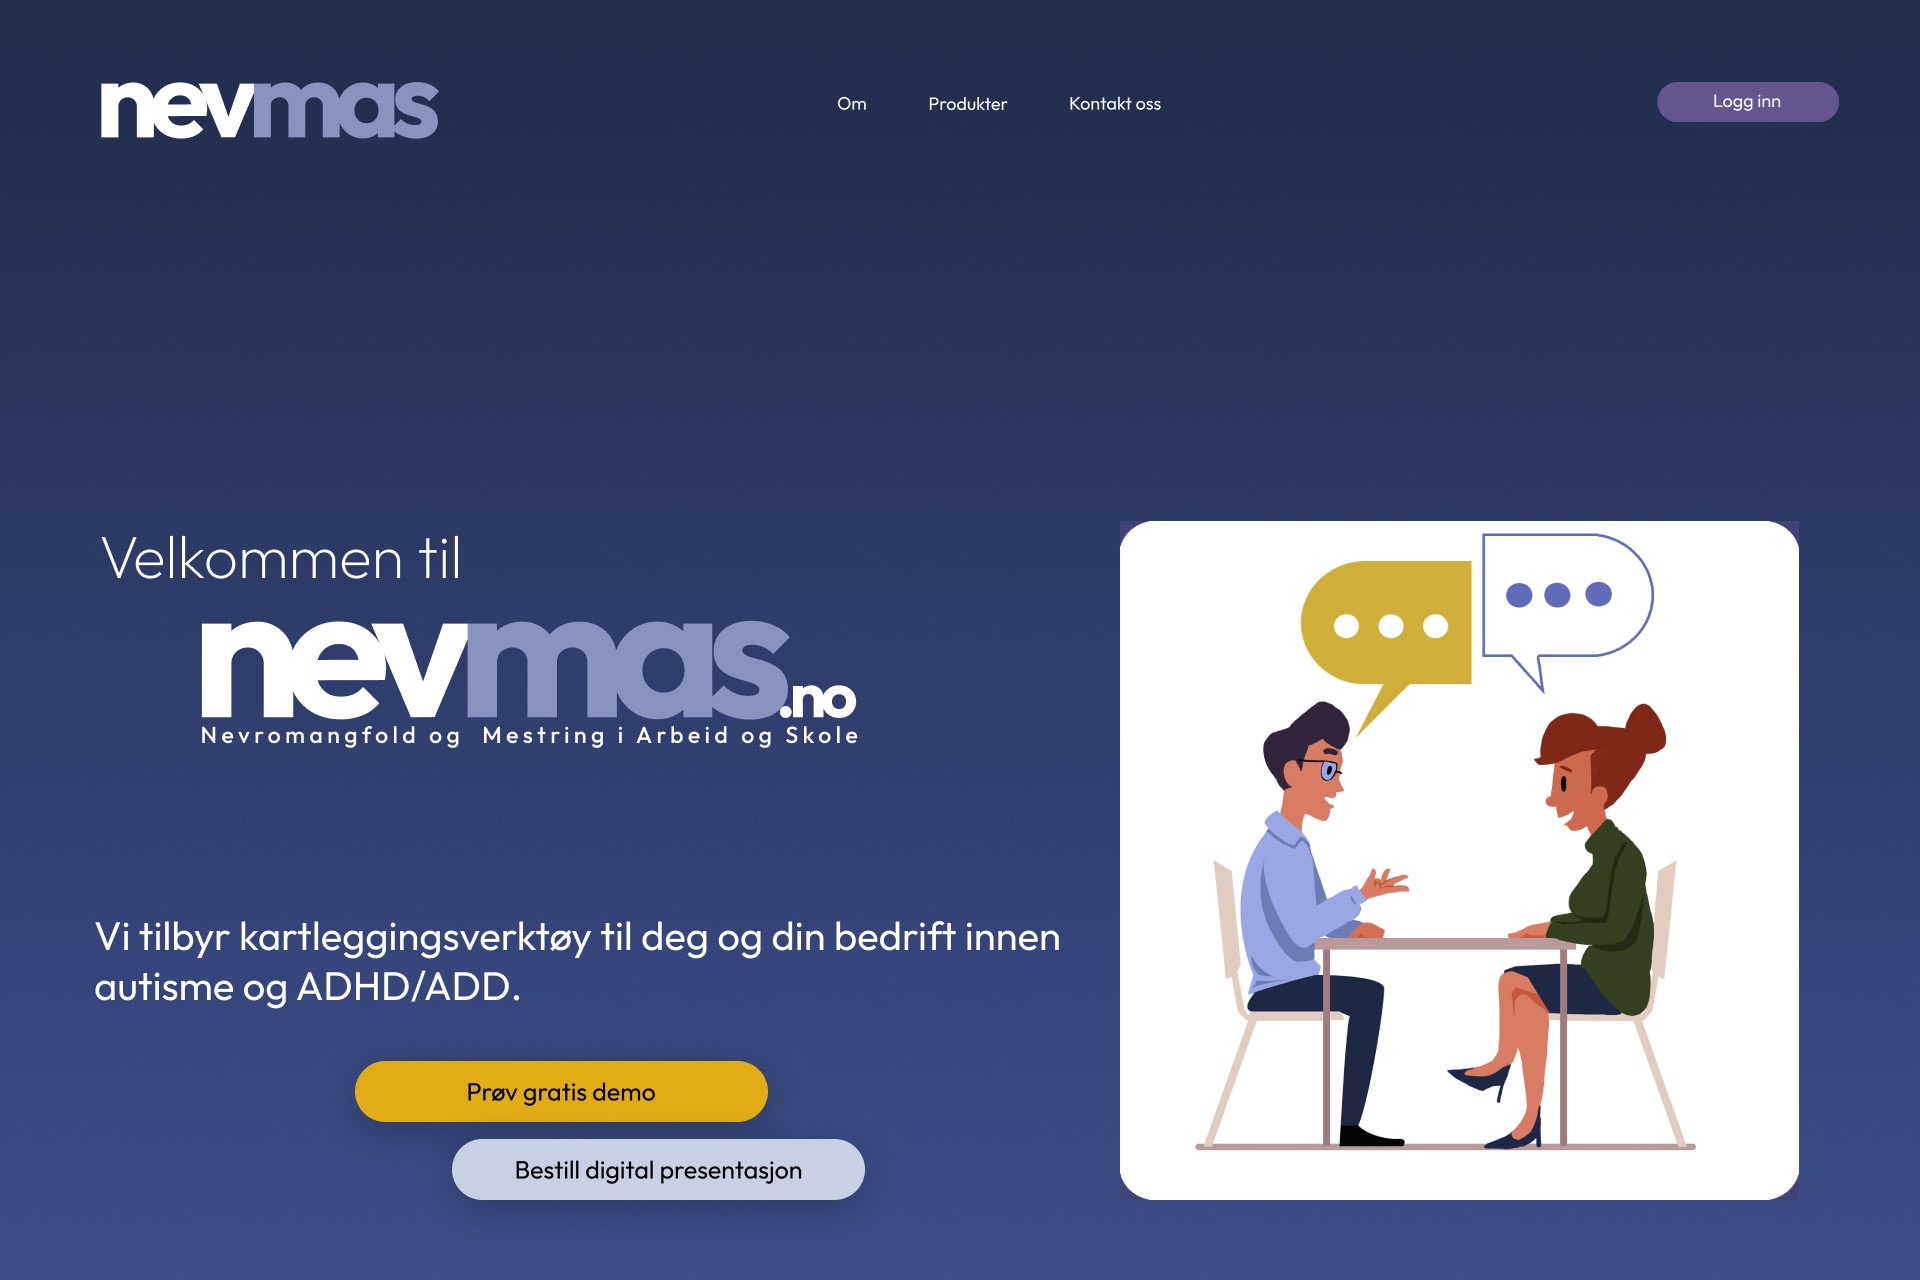 nevmas
Om
Produkter
Kontakt oss
Logg inn
Velkommen til
nevmas.no
Nevromangfold og Mestring i Arbeid og Skole
Vi tilbyr kartleggingsverktøy til deg og din bedrift innen
autisme og ADHD/ADD.
Prøv gratis demo
Bestill digital presentasjon